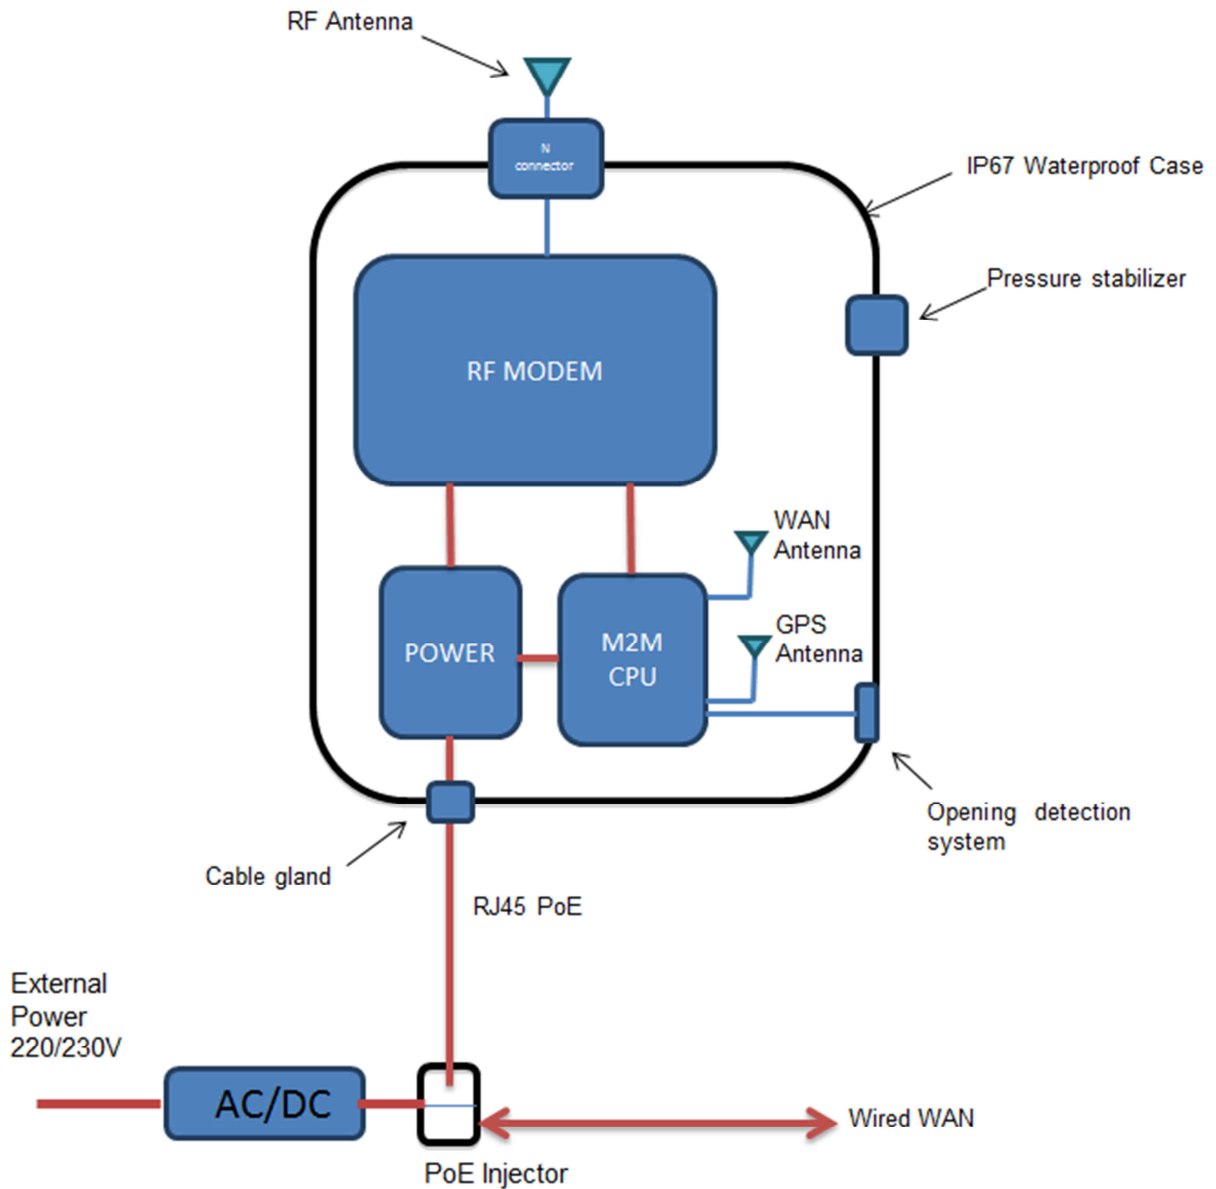 RF Antenna
N
connector
IP67 Waterproof Case
Pressure stabilizer
RF MODEM
WAN
Antenna
GPS
Antenna
POWER
M2M
CPU
Opening detection
system
Cable gland
RJ45 PoE
External
Power
220/230V
AC/DC
Wired WAN
PoE Injector